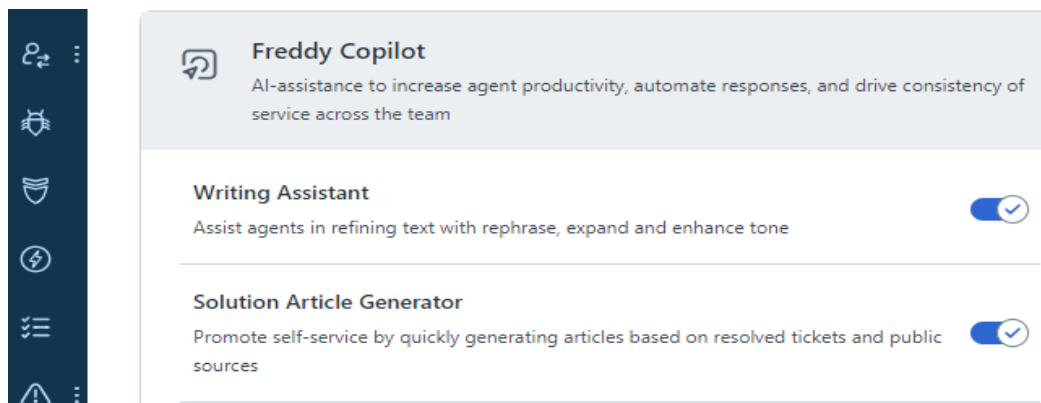 Freddy Copilot
AI-assistance to increase agent productivity, automate responses, and drive consistency of
service across the team
Writing Assistant
Assist agents in refining text with rephrase, expand and enhance tone
Solution Article Generator
Promote self-service by quickly generating articles based on resolved tickets and public
sources